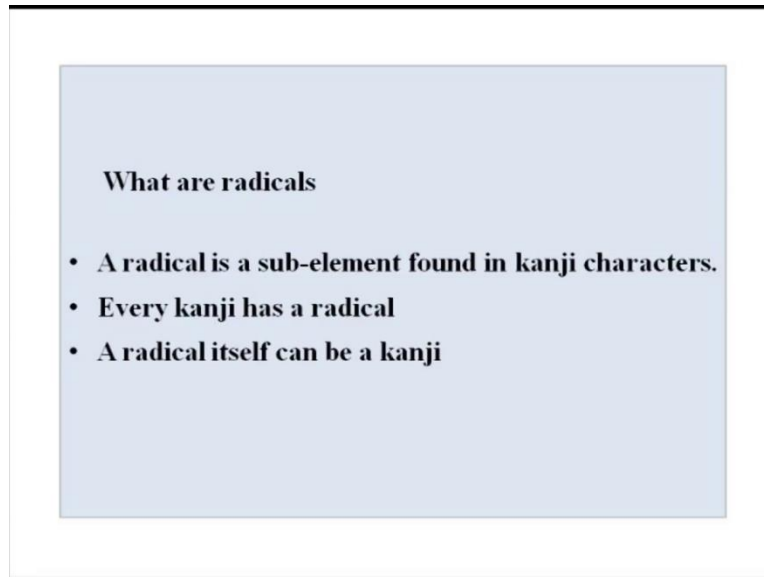 What are radicals
• A radical is a sub-element found in kanji characters.
• Every kanji has a radical
• A radical itself can be a kanji